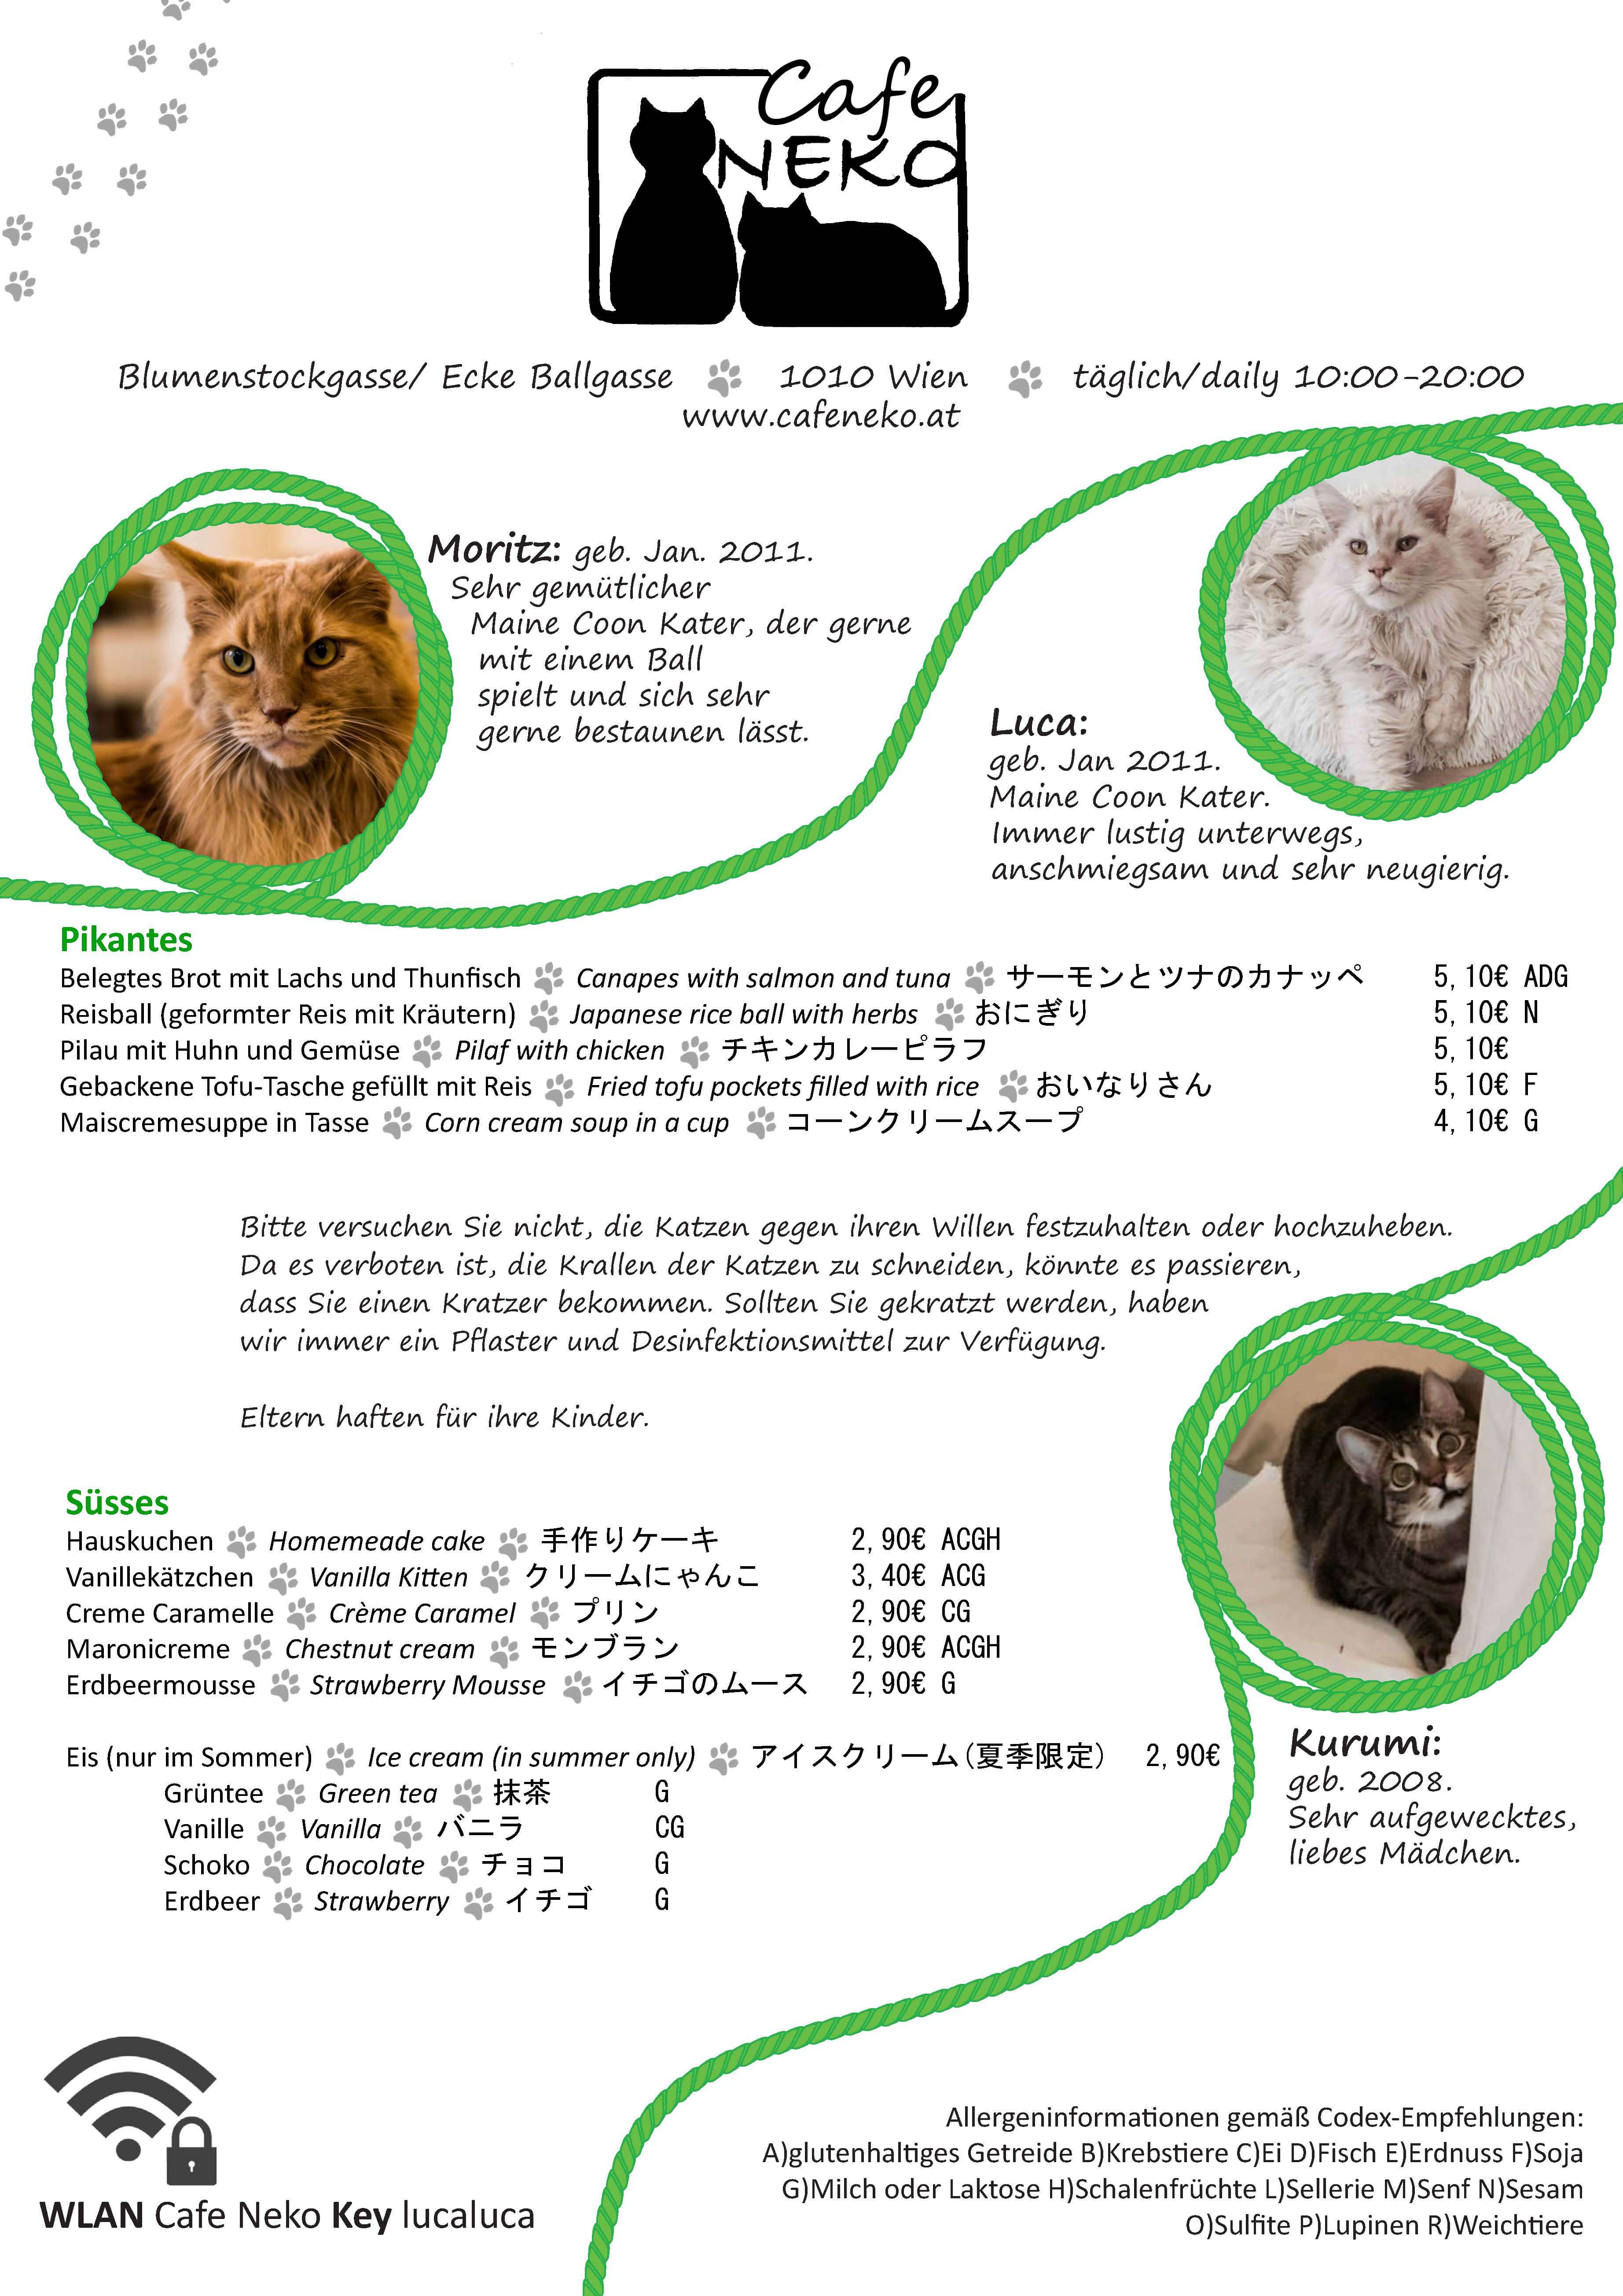 Cafe
NEKO
Blumenstockgasse/ Ecke Ballgasse 1010 Wien täglich/daily 10:00-20:00
www.cafeneko.at
Moritz: geb. Jan. 2011.
Sehr gemütlicher
Maine Coon Kater, der gerne
mit einem Ball
spielt und sich sehr
gerne bestaunen lässt.
Luca:
geb. Jan 2011.
Maine Coon Kater.
Immer lustig unterwegs,
anschmiegsam und sehr neugierig.
Pikantes
Belegtes Brot mit Lachs und Thunfisch Canapes with salmon and tuna サーモンとツナのカナッペ 5,10€ ADG
Reisball (geformter Reis mit Kräutern) Japanese rice ball with herbs おにぎり 5,10€ N
Pilau mit Huhn und Gemüse Pilaf with chicken チキンカレーピラフ 5,10€
Gebackene Tofu-Tasche gefüllt mit Reis Fried tofu pockets filled with rice おいなりさん 5,10€ F
Maiscremesuppe in Tasse Corn cream soup in a cup コーンクリームスープ 4,10€ G
Bitte versuchen Sie nicht, die Katzen gegen ihren Willen festzuhalten oder hochzuheben.
Da es verboten ist, die Krallen der Katzen zu schneiden, könnte es passieren,
dass Sie einen Kratzer bekommen. Sollten Sie gekratzt werden, haben
wir immer ein Pflaster und Desinfektionsmittel zur Verfügung.
Eltern haften für ihre Kinder.
Süsses
Hauskuchen Homemeade cake 手作りケーキ 2,90€ ACGH
Vanillekätzchen Vanilla Kitten クリームにゃんこ 3,40€ ACG
Creme Caramelle Crème Caramel プリン 2,90€ CG
Maronicreme Chestnut cream モンブラン 2,90€ ACGH
Erdbeermousse Strawberry Mousse イチゴのムース 2,90€ G
Eis (nur im Sommer) Ice cream (in summer only) アイスクリーム(夏季限定) 2,90€
Grüntee Green tea 抹茶 G
Vanille Vanilla バニラ CG
Schoko Chocolate チョコ G
Erdbeer Strawberry イチゴ G
Kurumi:
geb. 2008.
Sehr aufgewecktes,
liebes Mädchen.
WLAN Cafe Neko Key lucaluca
Allergeninformationen gemäß Codex-Empfehlungen:
A)glutenhaltiges Getreide B)Krebstiere C)Ei D)Fisch E)Erdnuss F)Soja
G)Milch oder Laktose H)Schalenfrüchte L)Sellerie M)Senf N)Sesam
O)Sulfite P)Lupinen R)Weichtiere